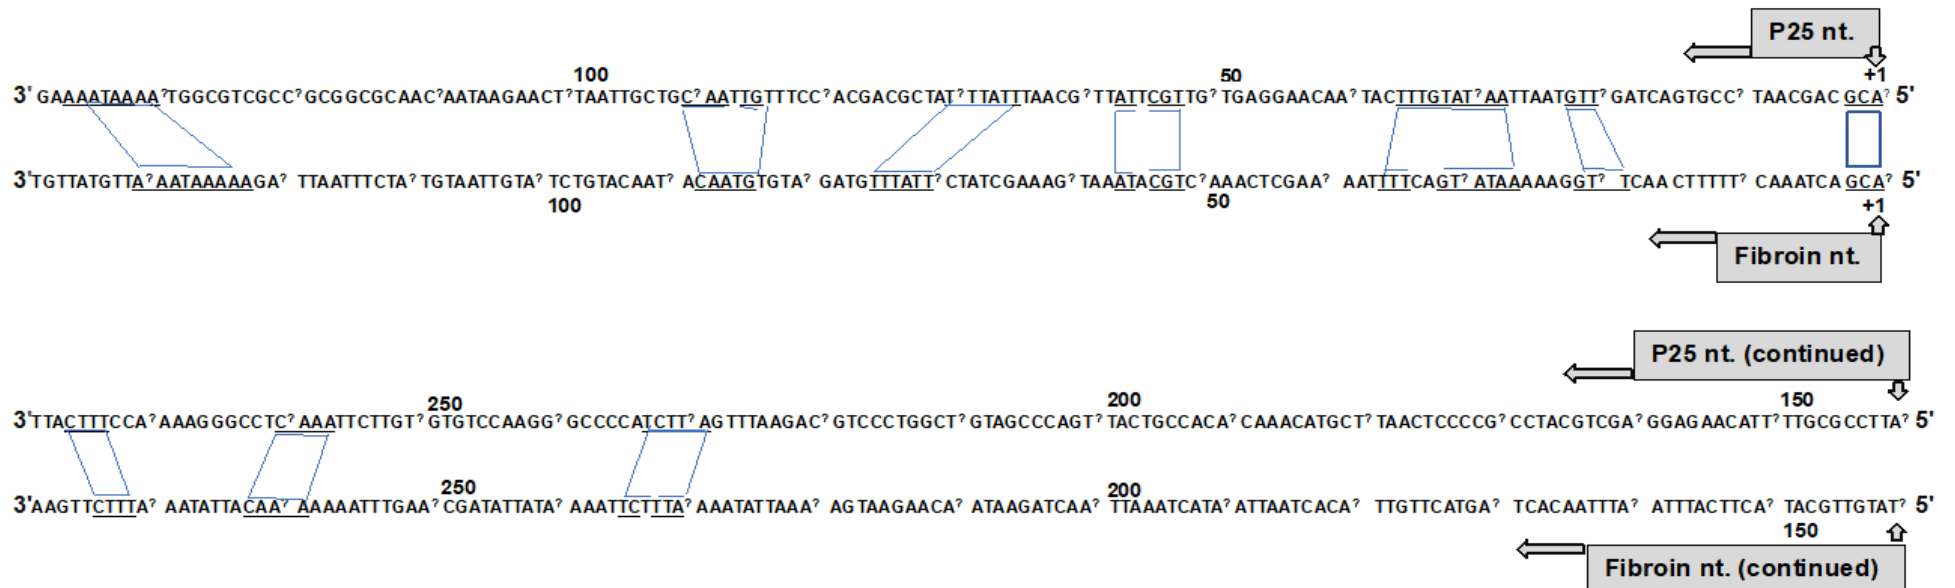 P25 nt.
100 50 +1
3' GAAAATAAAA?TGGCGTCGCC?GCGGCGCAAC?AATAAGAACT?TAATTGCTGC?AATTGTTTCC?ACGACGCTAT?TTATTTAACG?TTATTCGTTG?TGAGGAACAA?TACTTTGTAT?AATTAATGTT?GATCAGTGCC?TAACGAC GCA? 5'
3'TGTTATGTTA?AATAAAAAGA? TTAATTTCTA?TGTAATTGTA?TCTGTACAAT? ACAATGTGTA? GATGTTTATT?CTATCGAAAG?TAAATACGTC?AAACTCGAA? AATTTTCAGT? ATAAAAAGGT? TCAA CTTTTT? CAAATCA GCA? 5'
100 50 +1
Fibroin nt.
P25 nt. (continued)
250 200 150
3'TTACTTTCCA?AAAGGGCCTC?AAATTCTTGT?GTGTCCAAGG?GCCCCATCTT?AGTTTAAGAC?GTCCCTGGCT?GTAGCCCAGT?TACTGCCACA?CAAACATGCT?TAACTCCCCG?CCTACGTCGA?GGAGAACATT?TTGCGCCTTA? 5'
250 200
3'AAGTTCTTTA? AATATTACAA? AAAAATTTGAA?CGATATTATA? AAATTCTTTA?AAATATTAAA? AGTAAGAACA? ATAAGATCAA? TTAAATCATA?ATTAATCACA? TTGTTCATGA? TCACAATTTA? ATTTACTTCA? TACGTTGTAT? 5'
150
Fibroin nt. (continued)